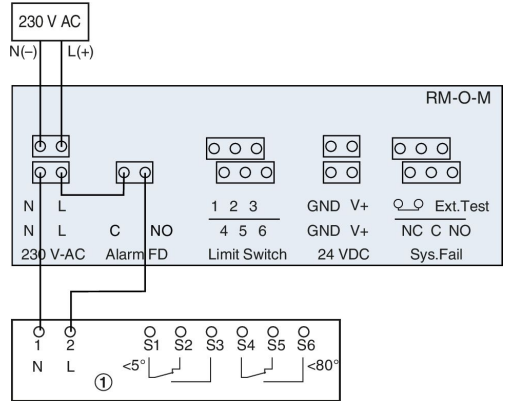 230 V AC
N(–) L(+)
RM-O-M
N L 1 2 3 GND V+ Ext.Test
N L C NO 4 5 6 GND V+ NC C NO
230 V-AC Alarm FD Limit Switch 24 VDC Sys.Fail
1 2 S1 S2 S3 S4 S5 S6
N L <5° <80°
①